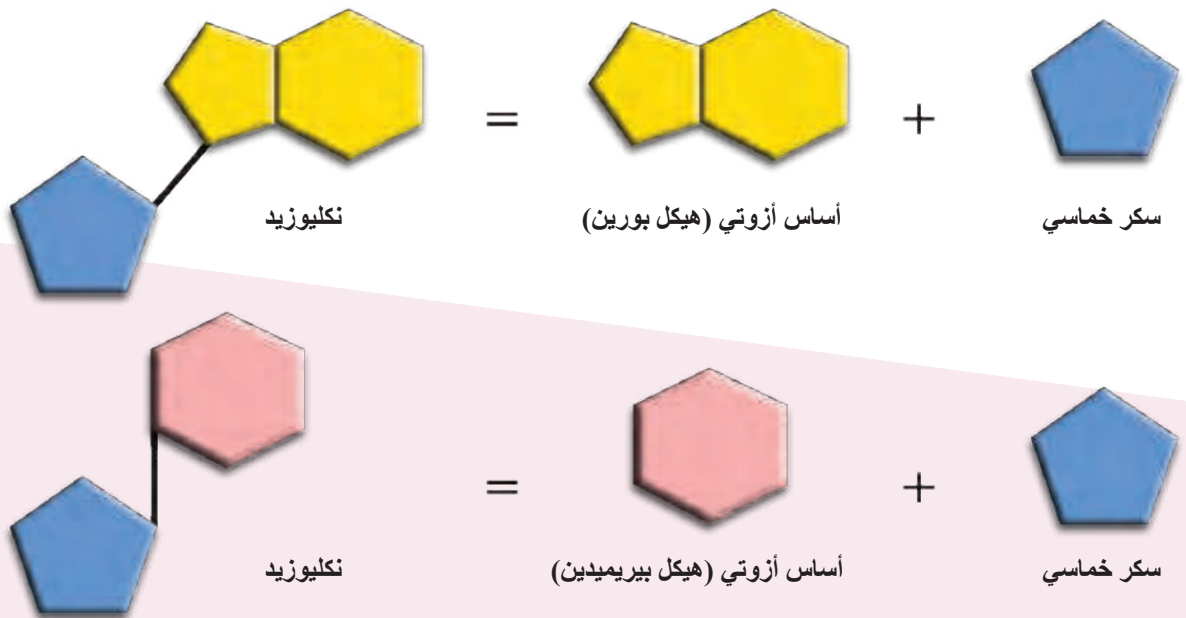 سكر خماسي + أساس أزوتي (هيكل بورين) = نكليوزيد
سكر خماسي + أساس أزوتي (هيكل بيريميدين) = نكليوزيد